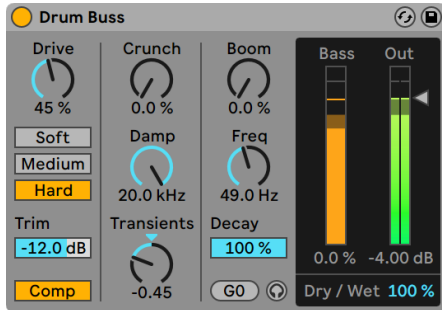 Drum Buss
Drive
Crunch
Boom
Bass
Out
45 %
0.0 %
0.0 %
Soft
Medium
Hard
Damp
Freq
20.0 kHz
49.0 Hz
Trim
Transients
Decay
-12.0 dB
100 %
0.0 %
-4.00 dB
Comp
-0.45
G0
Dry / Wet 100 %